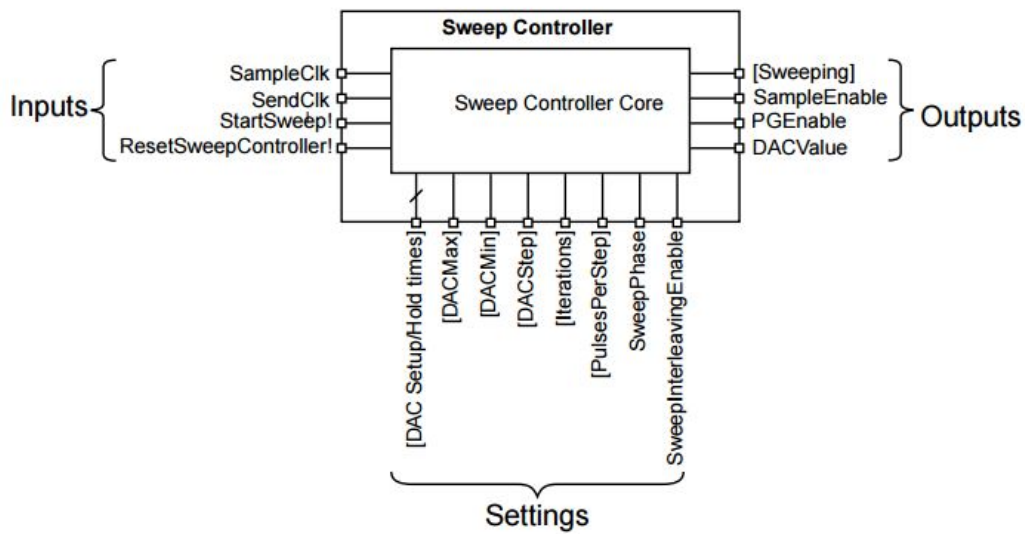 Sweep Controller
Sweep Controller Core
Inputs
SampleClk
SendClk
StartSweep!
ResetSweepController!
[Sweeping]
SampleEnable
PGEnable
DACValue
Outputs
[DAC Setup/Hold times]
[DACMax]
[DACMin]
[DACStep]
[Iterations]
[PulsesPerStep]
SweepPhase
SweepInterleavingEnable
Settings